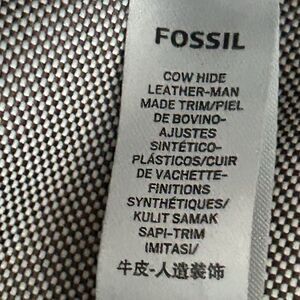 FOSSIL
COW HIDE
LEATHER-MAN
MADE TRIM/PIEL
DE BOVINO-
AJUSTES
SINTÉTICO-
PLÁSTICOS/CUIR
DE VACHETTE-
FINITIONS
SYNTHÉTIQUES/
KULIT SAMAK
SAPI-TRIM
IMITASI/
牛皮-人造装饰